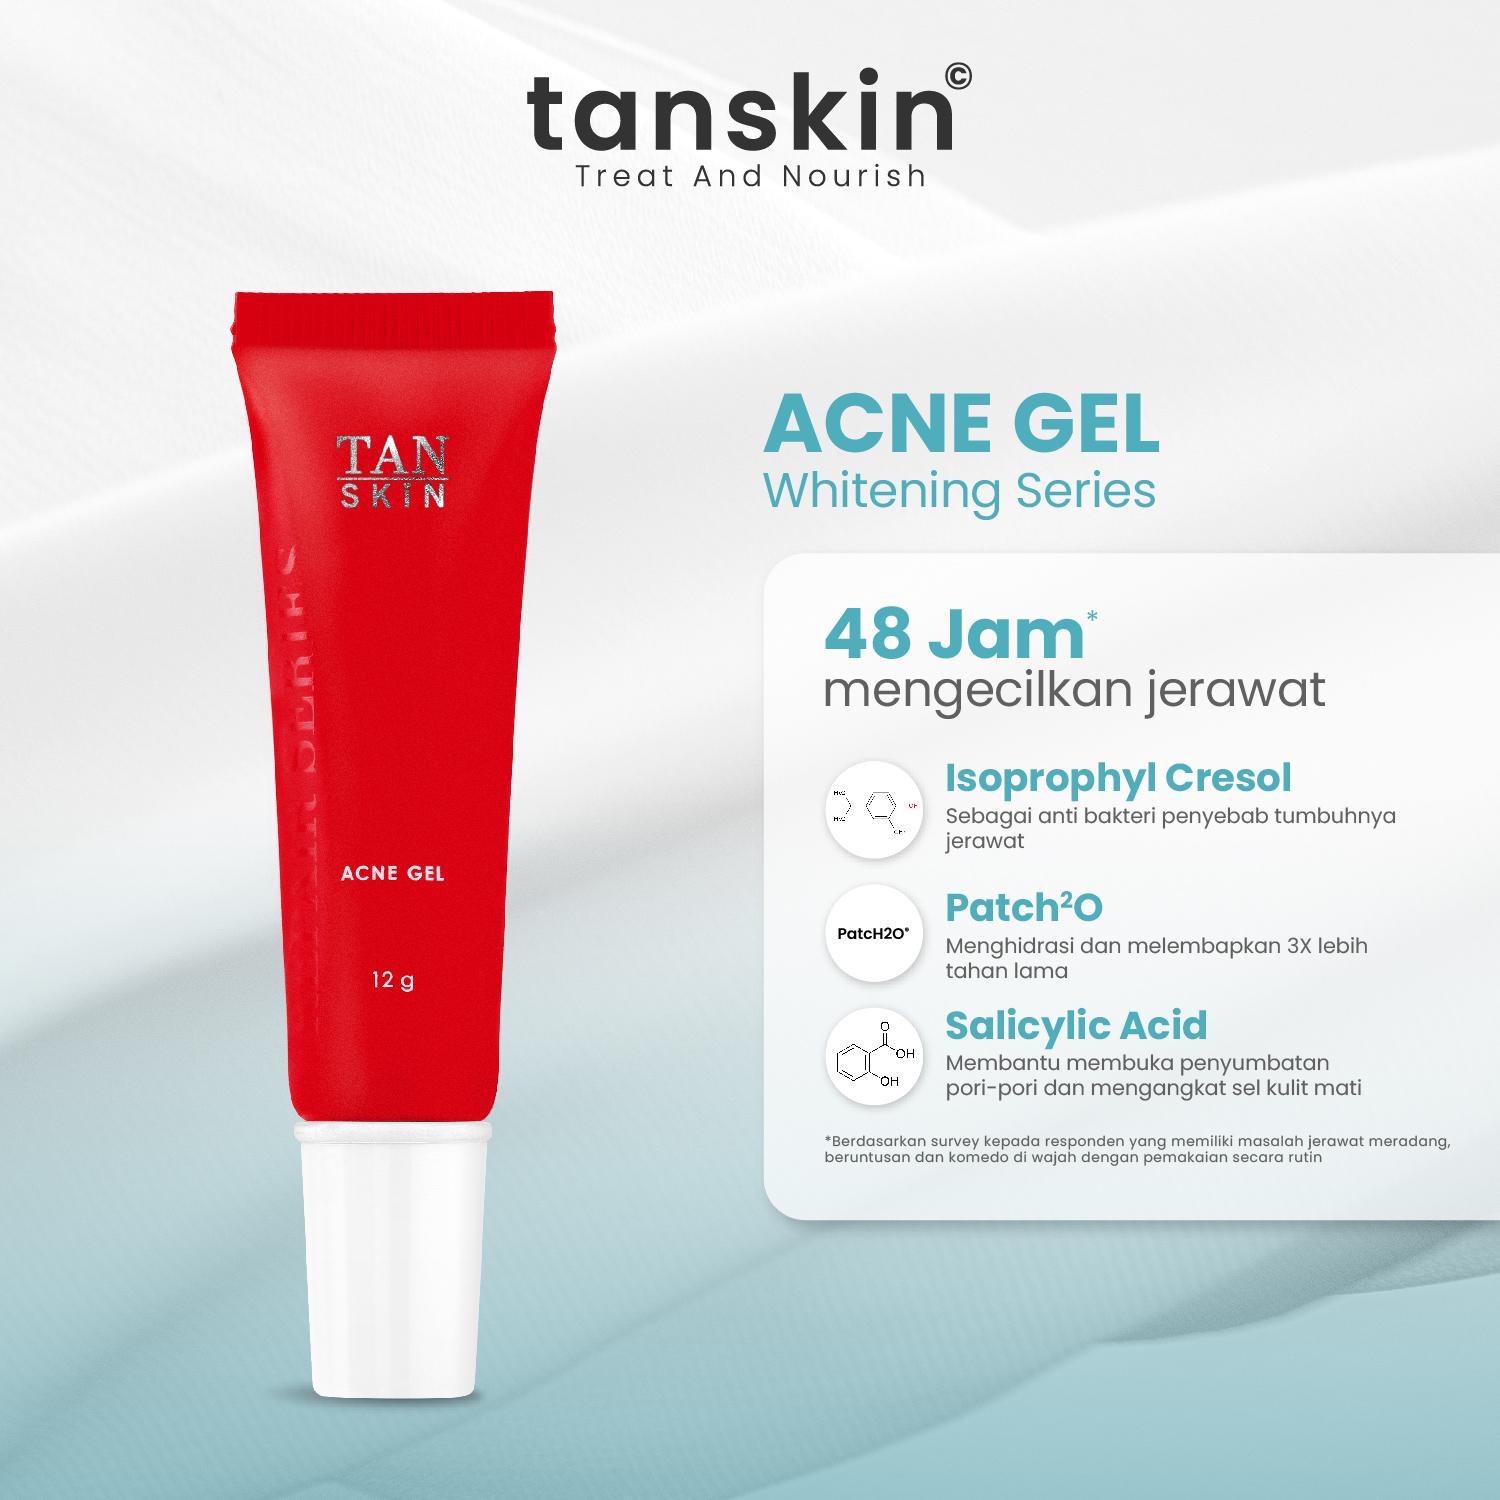 tanskin©
Treat And Nourish
TAN
SKIN
ACNE GEL
12 g
ACNE GEL
Whitening Series
48 Jam*
mengecilkan jerawat
Isoprophyl Cresol
Sebagai anti bakteri penyebab tumbuhnya
jerawat
PatcH2O®
Patch²O
Menghidrasi dan melembapkan 3X lebih
tahan lama
O
OH
OH
Salicylic Acid
Membantu membuka penyumbatan
pori-pori dan mengangkat sel kulit mati
*Berdasarkan survey kepada responden yang memiliki masalah jerawat meradang,
beruntusan dan komedo di wajah dengan pemakaian secara rutin